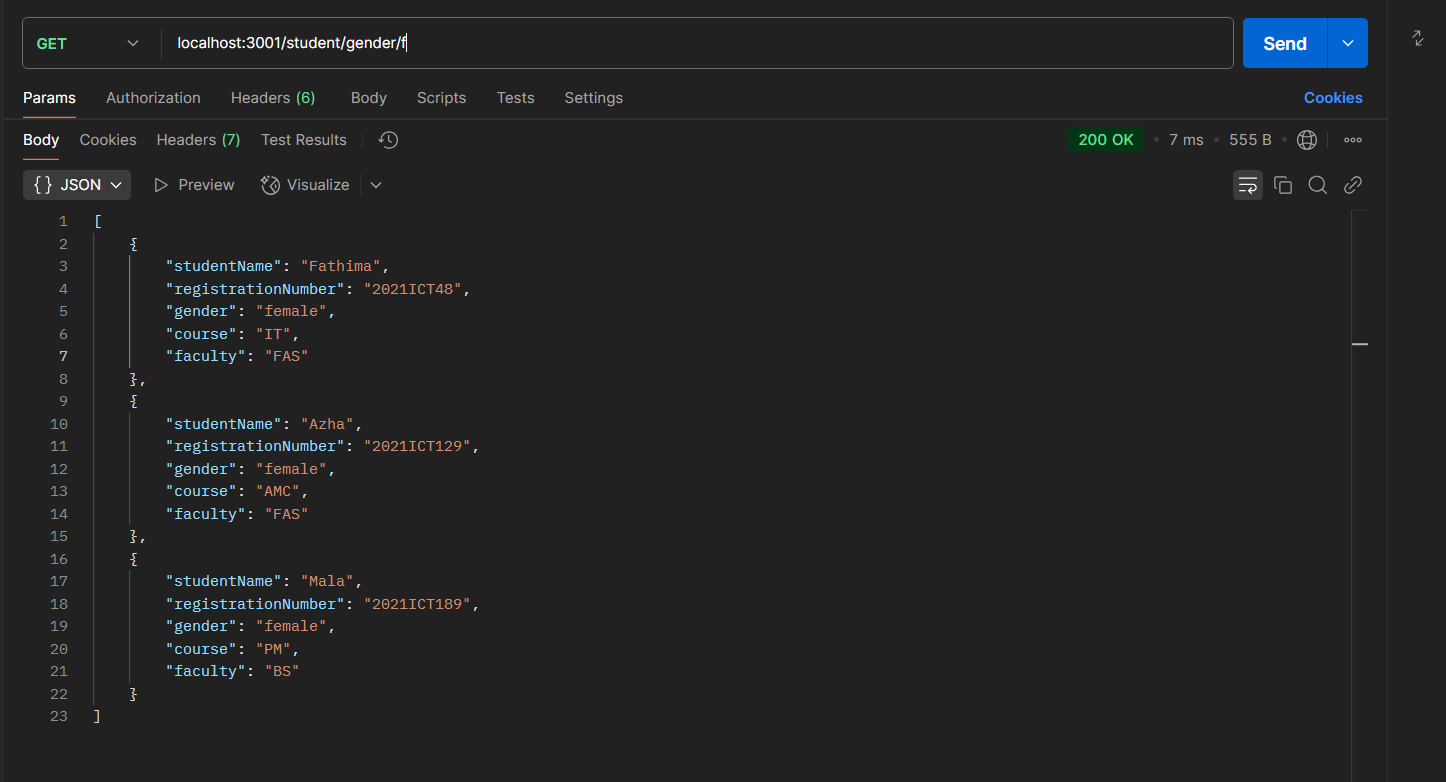 GET localhost:3001/student/gender/f Send
Params Authorization Headers (6) Body Scripts Tests Settings Cookies
Body Cookies Headers (7) Test Results 200 OK • 7 ms • 555 B •
{} JSON Preview Visualize
1 [
2 {
3 "studentName": "Fathima",
4 "registrationNumber": "2021ICT48",
5 "gender": "female",
6 "course": "IT",
7 "faculty": "FAS"
8 },
9 {
10 "studentName": "Azha",
11 "registrationNumber": "2021ICT129",
12 "gender": "female",
13 "course": "AMC",
14 "faculty": "FAS"
15 },
16 {
17 "studentName": "Mala",
18 "registrationNumber": "2021ICT189",
19 "gender": "female",
20 "course": "PM",
21 "faculty": "BS"
22 }
23 ]